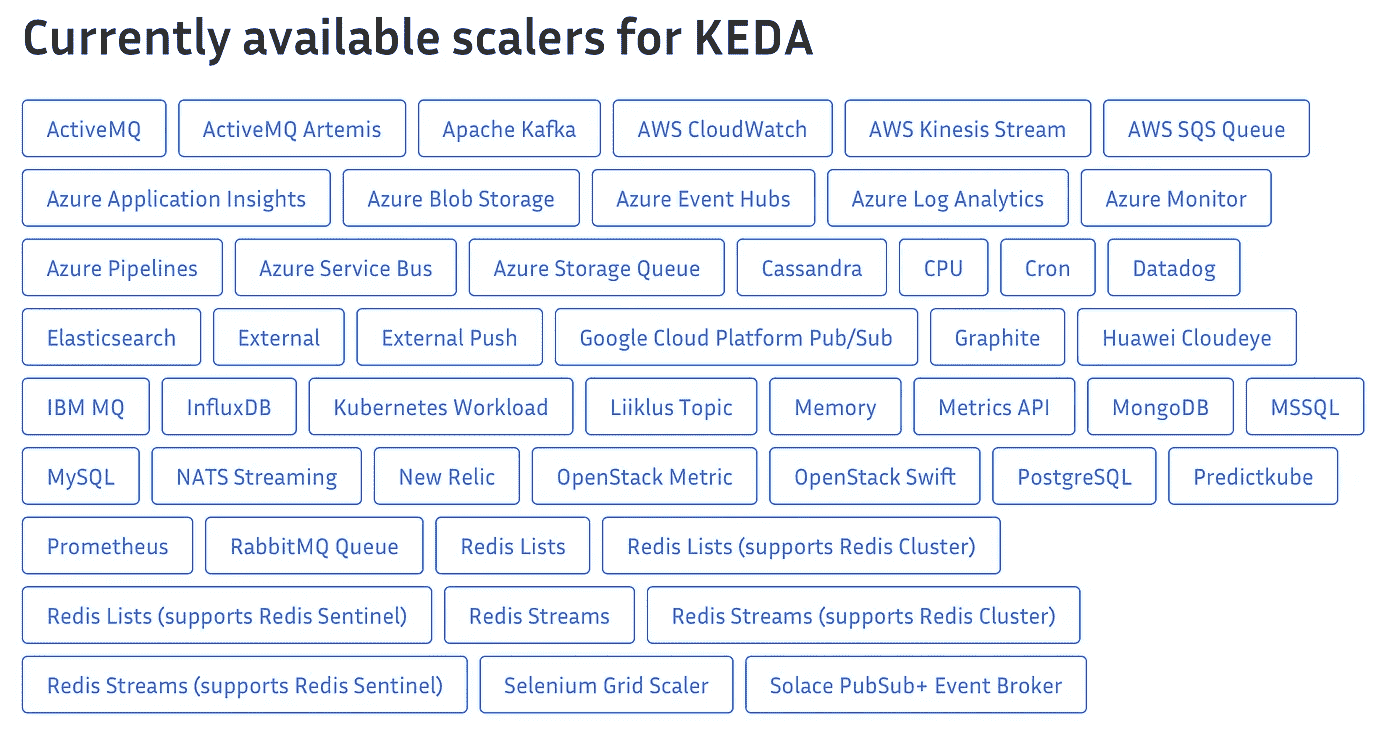 Currently available scalers for KEDA
ActiveMQ ActiveMQ Artemis Apache Kafka AWS CloudWatch AWS Kinesis Stream AWS SQS Queue
Azure Application Insights Azure Blob Storage Azure Event Hubs Azure Log Analytics Azure Monitor
Azure Pipelines Azure Service Bus Azure Storage Queue Cassandra CPU Cron Datadog
Elasticsearch External External Push Google Cloud Platform Pub/Sub Graphite Huawei Cloudeye
IBM MQ InfluxDB Kubernetes Workload Liiklus Topic Memory Metrics API MongoDB MSSQL
MySQL NATS Streaming New Relic OpenStack Metric OpenStack Swift PostgreSQL Predictkube
Prometheus RabbitMQ Queue Redis Lists Redis Lists (supports Redis Cluster)
Redis Lists (supports Redis Sentinel) Redis Streams Redis Streams (supports Redis Cluster)
Redis Streams (supports Redis Sentinel) Selenium Grid Scaler Solace PubSub+ Event Broker